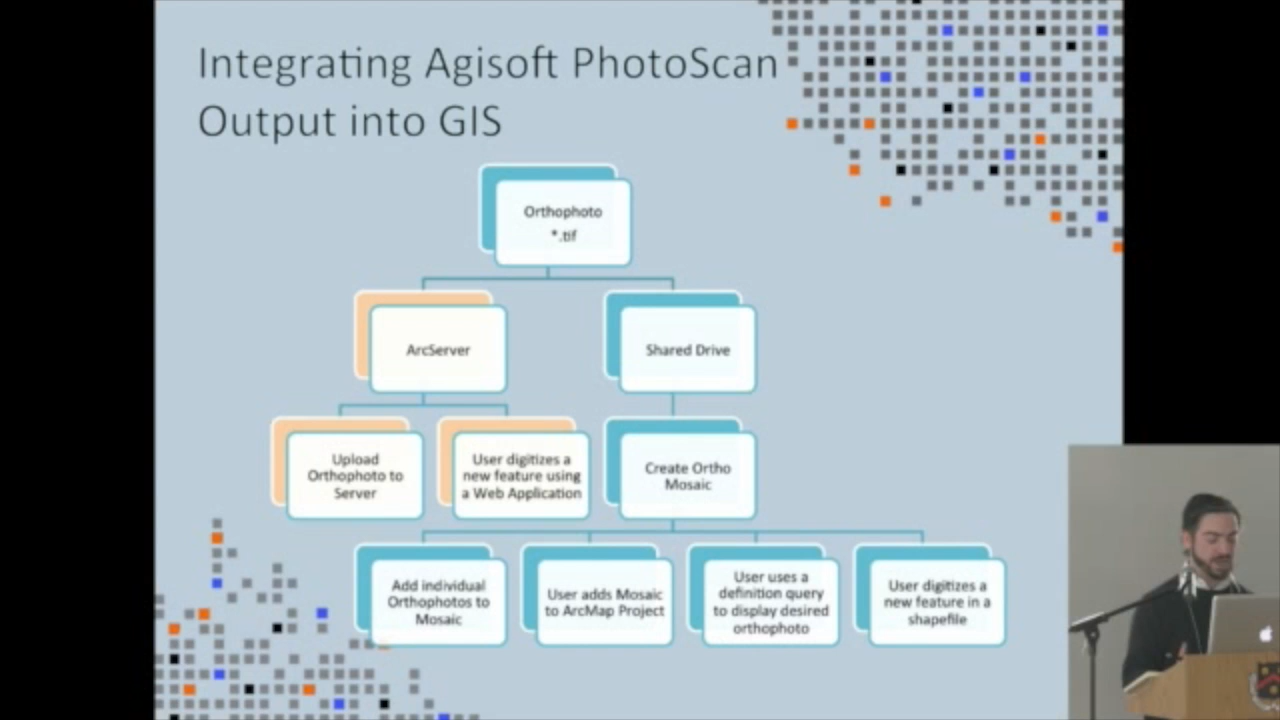 Integrating Agisoft PhotoScan
Output into GIS
Orthophoto
*.tif
ArcServer
Shared Drive
Upload
Orthophoto to
Server
User digitizes a
new feature using
a Web Application
Create Ortho
Mosaic
Add individual
Orthophotos to
Mosaic
User adds Mosaic
to ArcMap Project
User uses a
definition query
to display desired
orthophoto
User digitizes a
new feature in a
shapefile